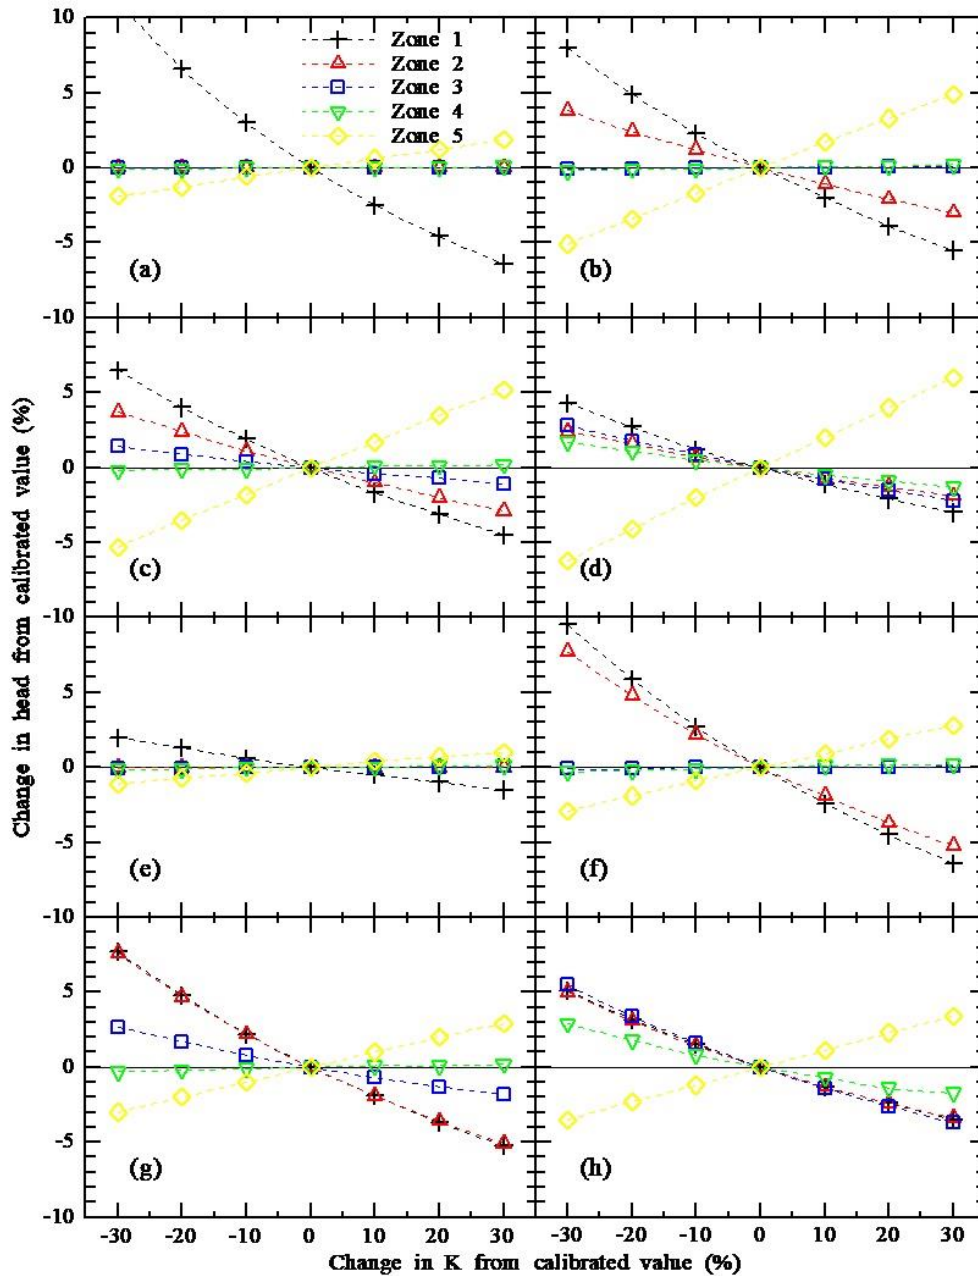 10
Zone 1
Zone 2
Zone 3
Zone 4
Zone 5
5
0
-5
-10
(a)
(b)
5
0
-5
-10
(c)
(d)
5
0
-5
-10
(e)
(f)
5
0
-5
-10
(g)
(h)
-30 -20 -10 0 10 20 30
-30 -20 -10 0 10 20 30
Change in K from calibrated value (%)
Change in head from calibrated value (%)